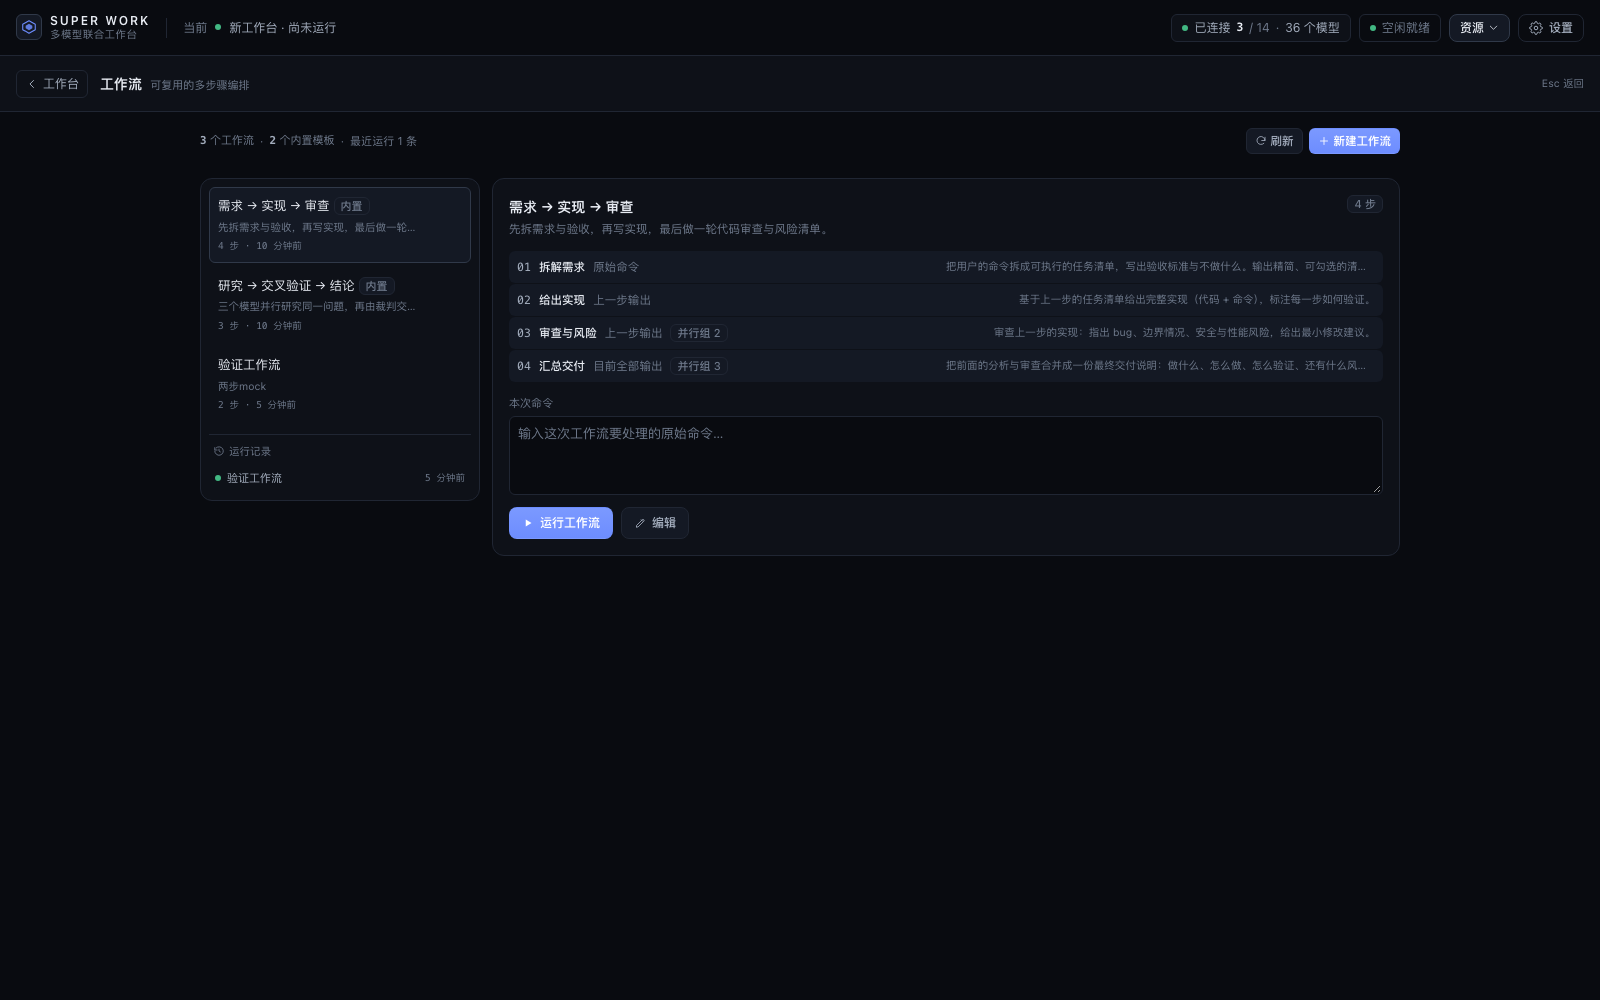 SUPER WORK
多模型联合工作台
当前 新工作台 · 尚未运行
已连接 3 / 14 · 36 个模型
空闲就绪
资源
设置
工作台
工作流 可复用的多步骤编排
Esc 返回
3 个工作流 · 2 个内置模板 · 最近运行 1 条
刷新
新建工作流
需求 → 实现 → 审查 内置
先拆需求与验收，再写实现，最后做一轮…
4 步 · 10 分钟前
研究 → 交叉验证 → 结论 内置
三个模型并行研究同一问题，再由裁判交…
3 步 · 10 分钟前
验证工作流
两步mock
2 步 · 5 分钟前
运行记录
验证工作流 5 分钟前
需求 → 实现 → 审查 4 步
先拆需求与验收，再写实现，最后做一轮代码审查与风险清单。
01 拆解需求 原始命令 把用户的命令拆成可执行的任务清单，写出验收标准与不做什么。输出精简、可勾选的清…
02 给出实现 上一步输出 基于上一步的任务清单给出完整实现（代码 + 命令），标注每一步如何验证。
03 审查与风险 上一步输出 并行组 2 审查上一步的实现：指出 bug、边界情况、安全与性能风险，给出最小修改建议。
04 汇总交付 目前全部输出 并行组 3 把前面的分析与审查合并成一份最终交付说明：做什么、怎么做、怎么验证、还有什么风…
本次命令
输入这次工作流要处理的原始命令…
运行工作流
编辑